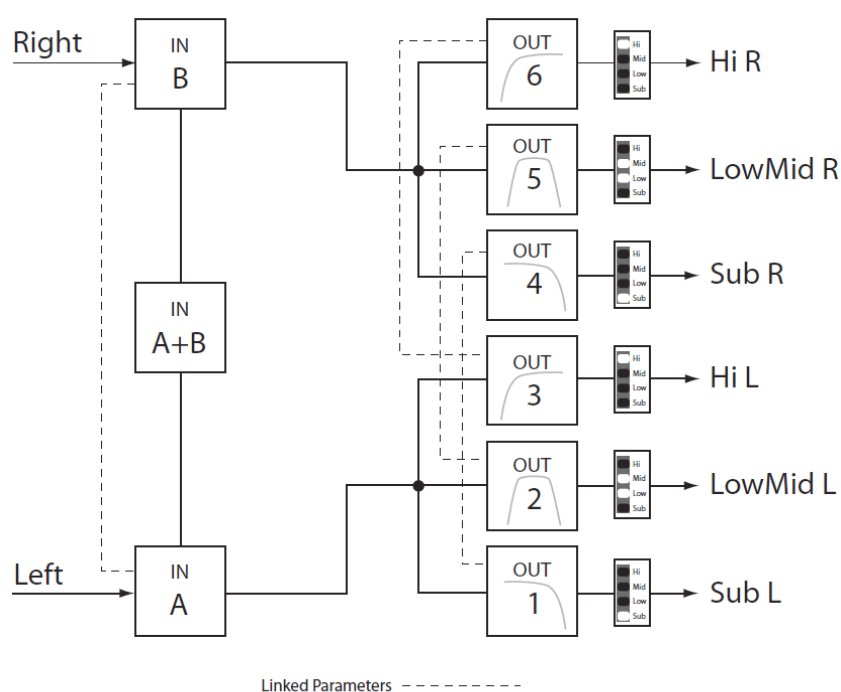 Right
IN
B
OUT
6
Hi
Mid
Low
Sub
Hi R
OUT
5
Hi
Mid
Low
Sub
LowMid R
OUT
4
Hi
Mid
Low
Sub
Sub R
IN
A+B
OUT
3
Hi
Mid
Low
Sub
Hi L
OUT
2
Hi
Mid
Low
Sub
LowMid L
Left
IN
A
OUT
1
Hi
Mid
Low
Sub
Sub L
Linked Parameters